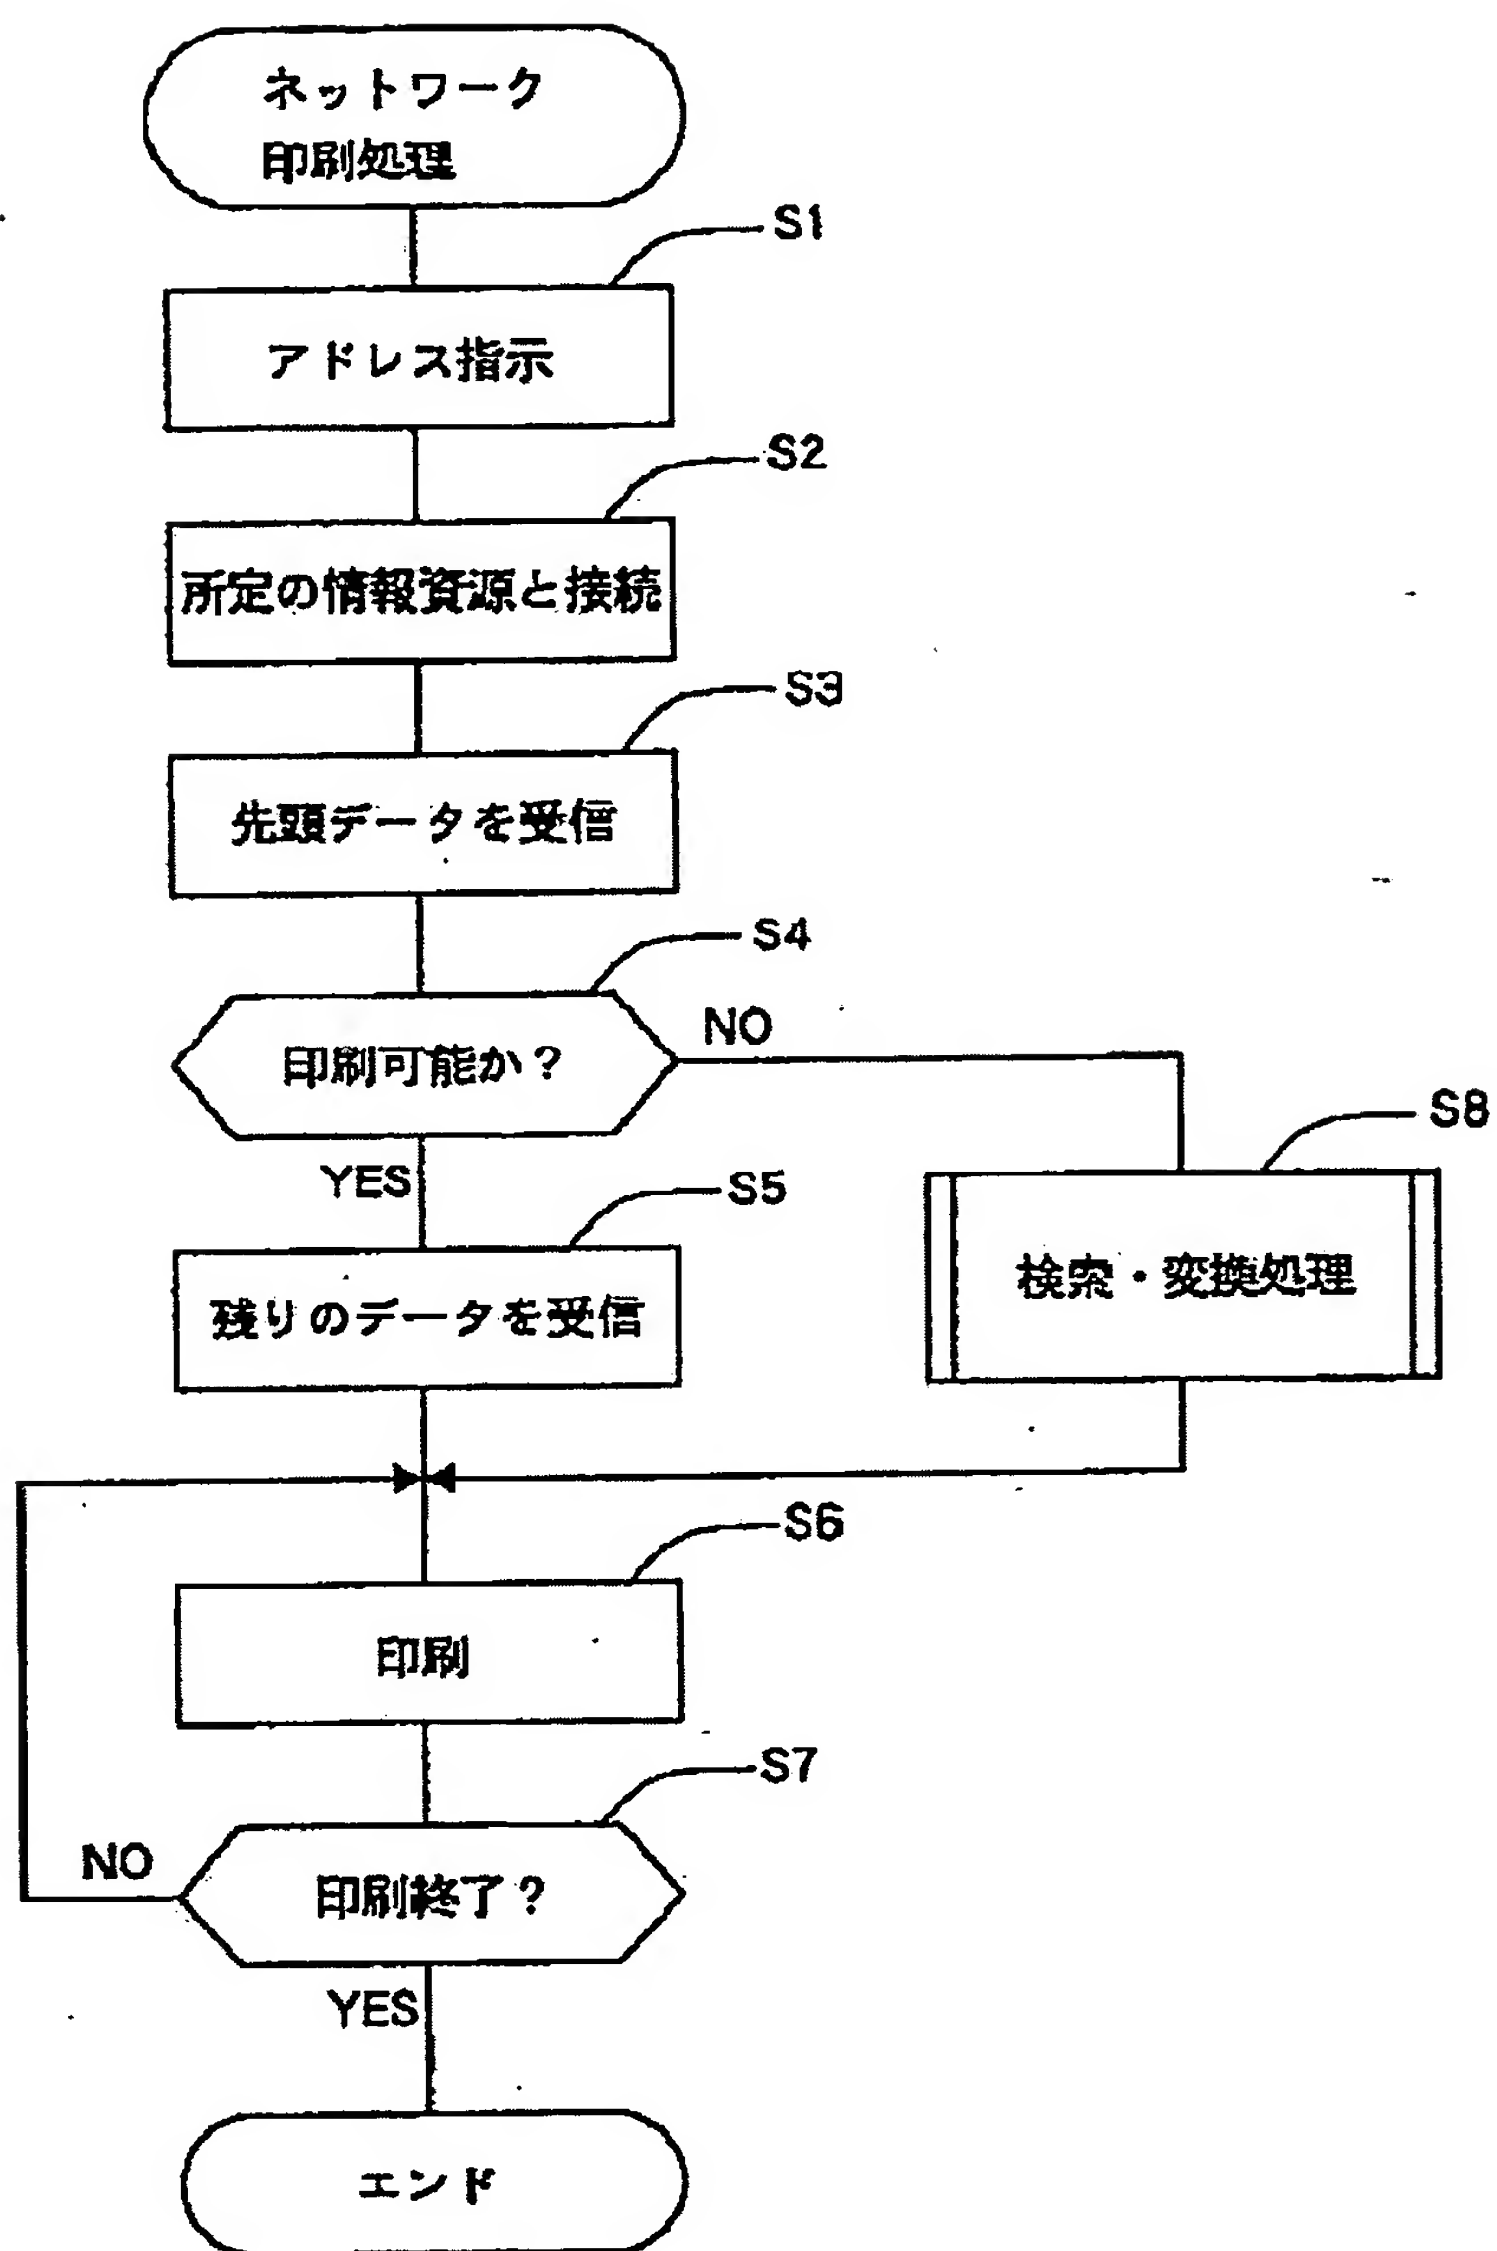 ネットワーク
印刷処理
S1
アドレス指示
S2
所定の情報資源と接続
S3
先頭データを受信
S4
印刷可能か？
NO
YES
S8
検索・変換処理
S5
残りのデータを受信
S6
印刷
S7
印刷終了？
NO
YES
エンド